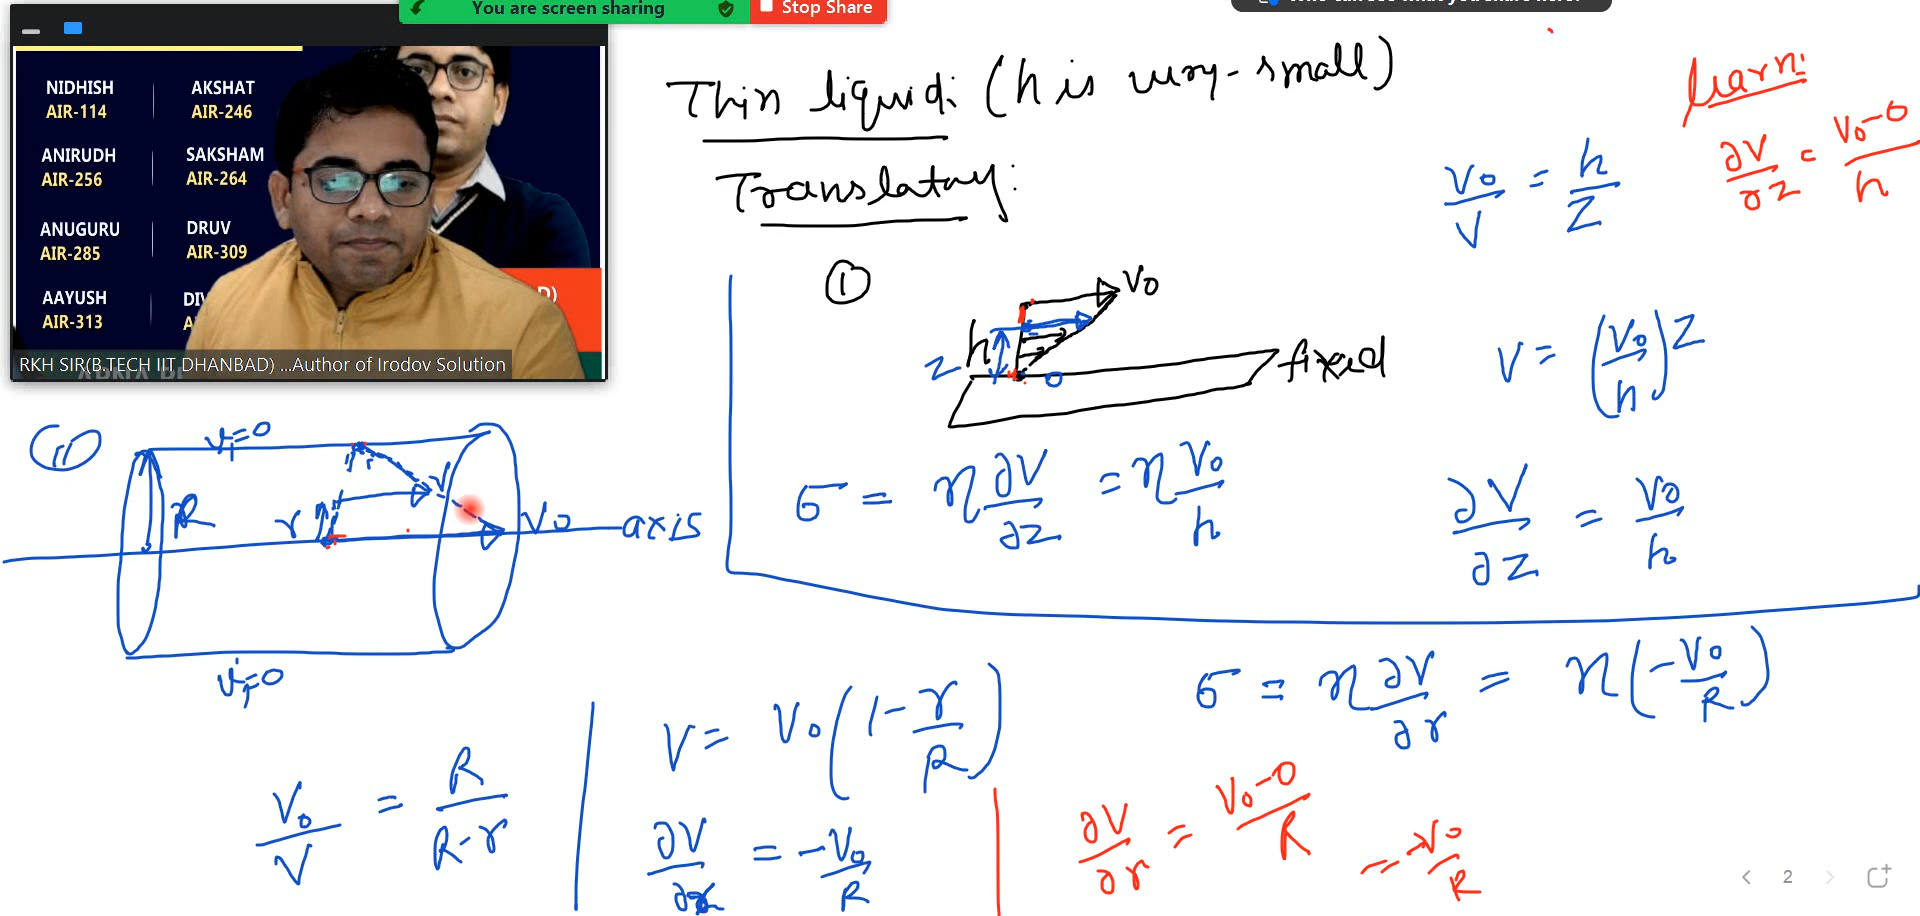 You are screen sharing
Stop Share
NIDHISH
AIR-114
AKSHAT
AIR-246
ANIRUDH
AIR-256
SAKSHAM
AIR-264
ANUGURU
AIR-285
DRUV
AIR-309
AAYUSH
AIR-313
RKH SIR(B.TECH IIT DHANBAD) ...Author of Irodov Solution
Thin liquid: (h is very-small)
Translatory:
①
h
z
0
V₀
fixed
σ = η ∂V/∂z = η V₀/h
V₀/V = h/Z
learn:
∂V/∂z = V₀-0/h
V = (V₀/h) Z
∂V/∂z = V₀/h
(ii)
v=0
R
r
V
V₀
axis
v=0
V₀/V = R/R-r
V = V₀(1-r/R)
∂V/∂r = -V₀/R
σ = η ∂V/∂r = η(-V₀/R)
∂V/∂r = V₀-0/R = -V₀/R
2